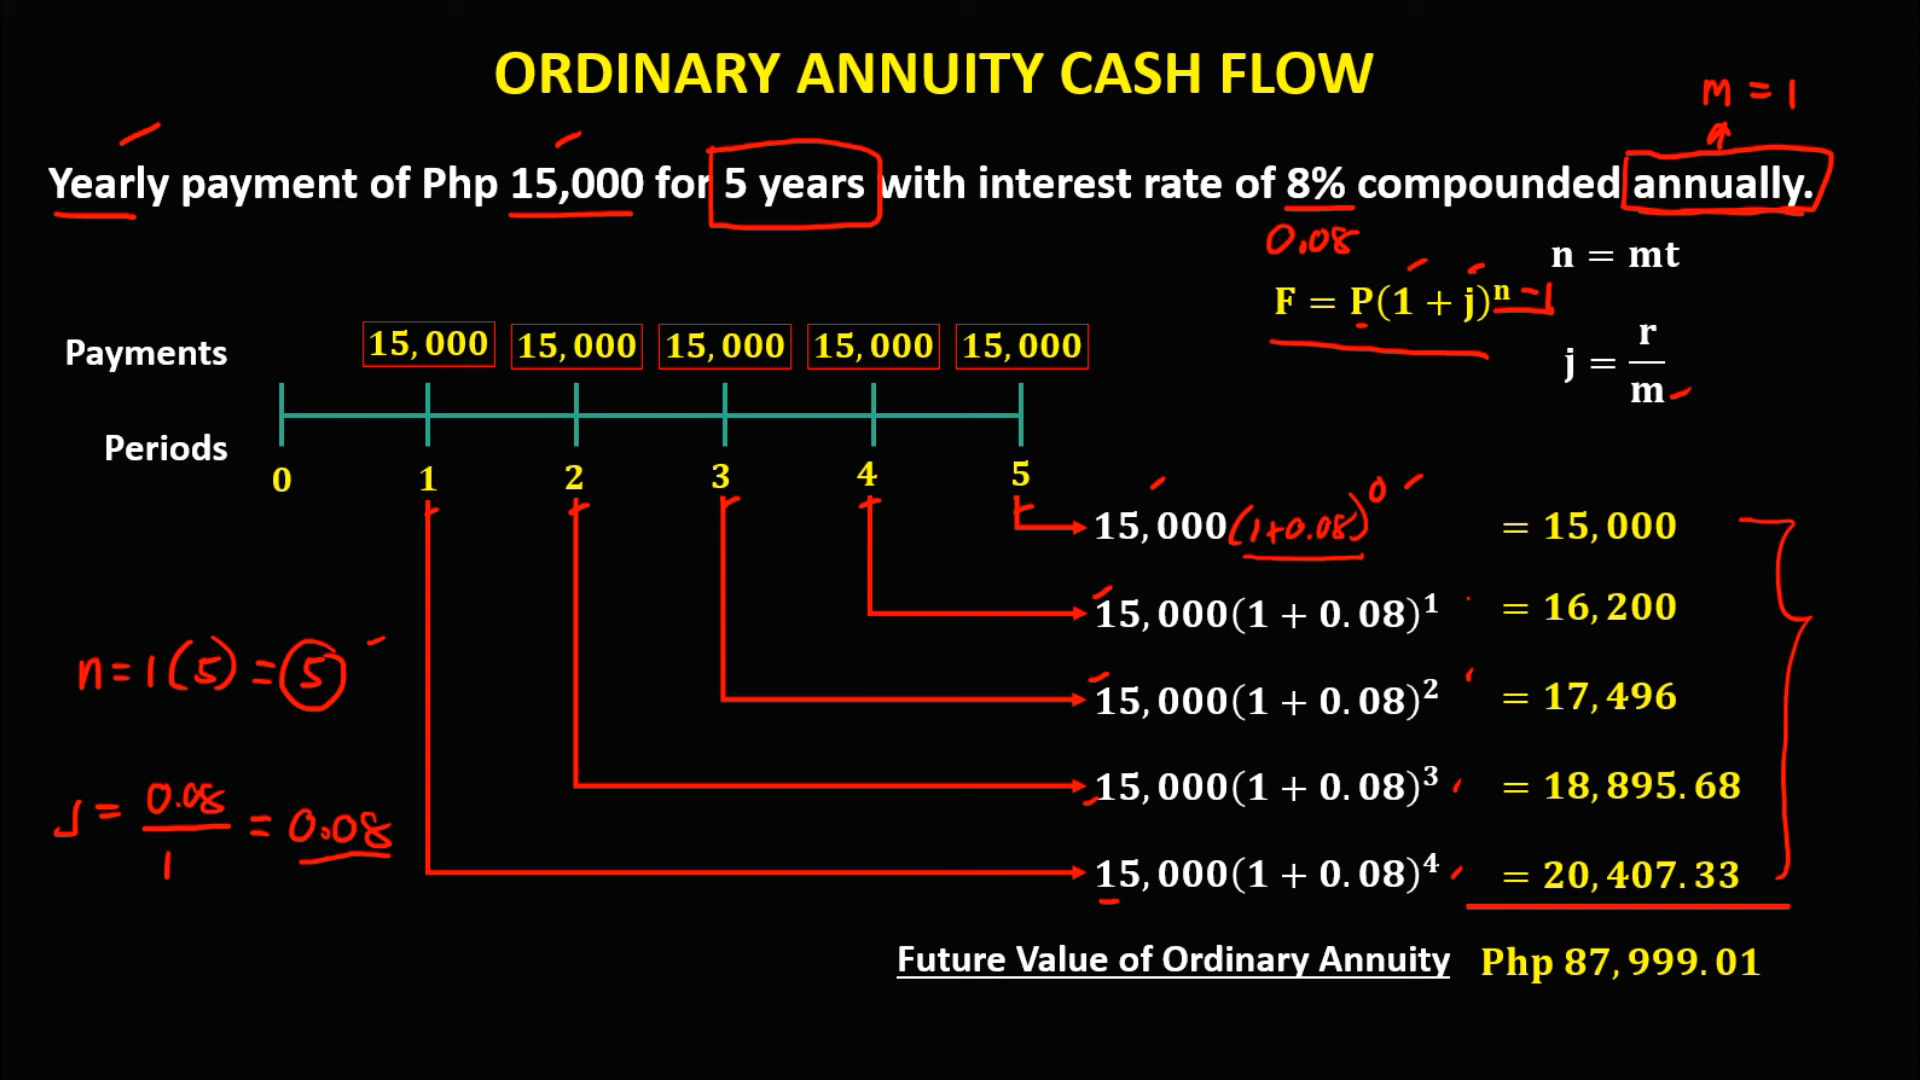 ORDINARY ANNUITY CASH FLOW
m = 1
Yearly payment of Php 15,000 for 5 years with interest rate of 8% compounded annually.
0.08
n = mt
F = P(1 + j)ⁿ -1
j = r/m
Payments 15,000 15,000 15,000 15,000 15,000
Periods
0 1 2 3 4 5
15,000(1+0.08)⁰ = 15,000
15,000(1 + 0.08)¹ = 16,200
n = 1(5) = 5
15,000(1 + 0.08)² = 17,496
15,000(1 + 0.08)³ = 18,895.68
j = 0.08/1 = 0.08
15,000(1 + 0.08)⁴ = 20,407.33
Future Value of Ordinary Annuity Php 87,999.01